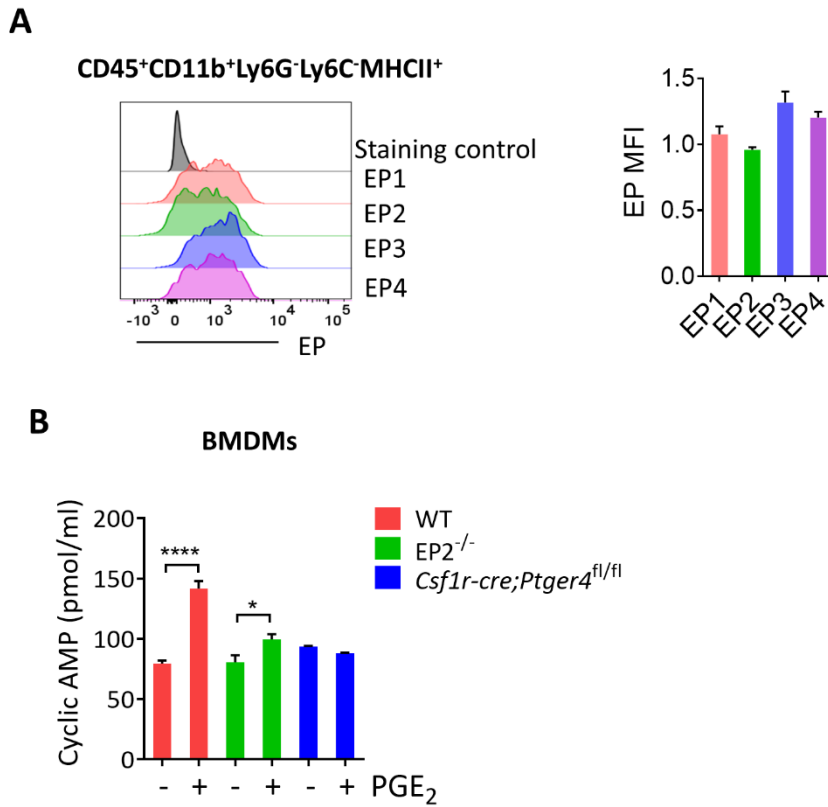 A
CD45⁺CD11b⁺Ly6G⁻Ly6C⁻MHCII⁺
Staining control
EP1
EP2
EP3
EP4
-10³ 0 10³ 10⁴ 10⁵
EP
EP MFI
1.5
1.0
0.5
0.0
EP1 EP2 EP3 EP4
B
BMDMs
Cyclic AMP (pmol/ml)
200
150
100
50
0
****
*
- + - + - + PGE₂
WT
EP2⁻/⁻
Csf1r-cre;Ptger4ᶠˡ/ᶠˡ